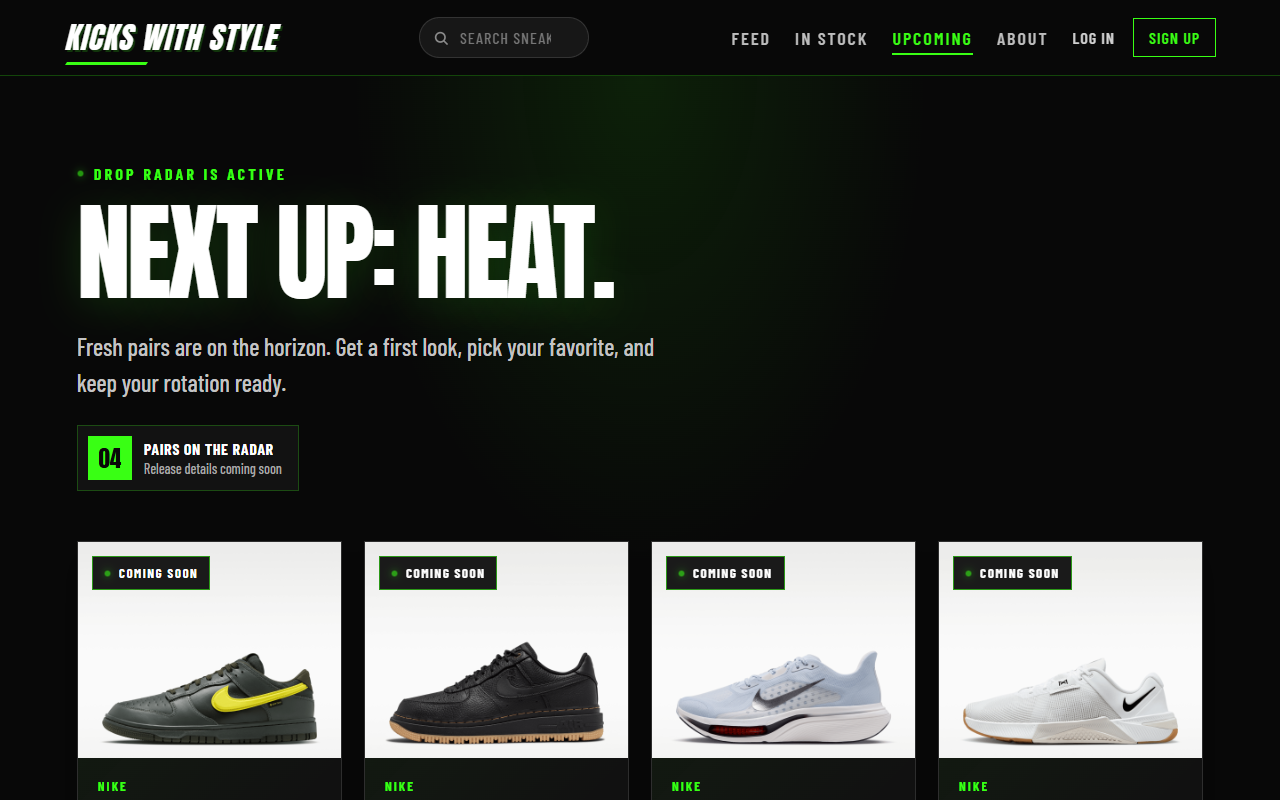 KICKS WITH STYLE
SEARCH SNEAK
FEED
IN STOCK
UPCOMING
ABOUT
LOG IN
SIGN UP
DROP RADAR IS ACTIVE
NEXT UP: HEAT.
Fresh pairs are on the horizon. Get a first look, pick your favorite, and
keep your rotation ready.
04
PAIRS ON THE RADAR
Release details coming soon
COMING SOON
COMING SOON
COMING SOON
COMING SOON
NIKE
NIKE
NIKE
NIKE